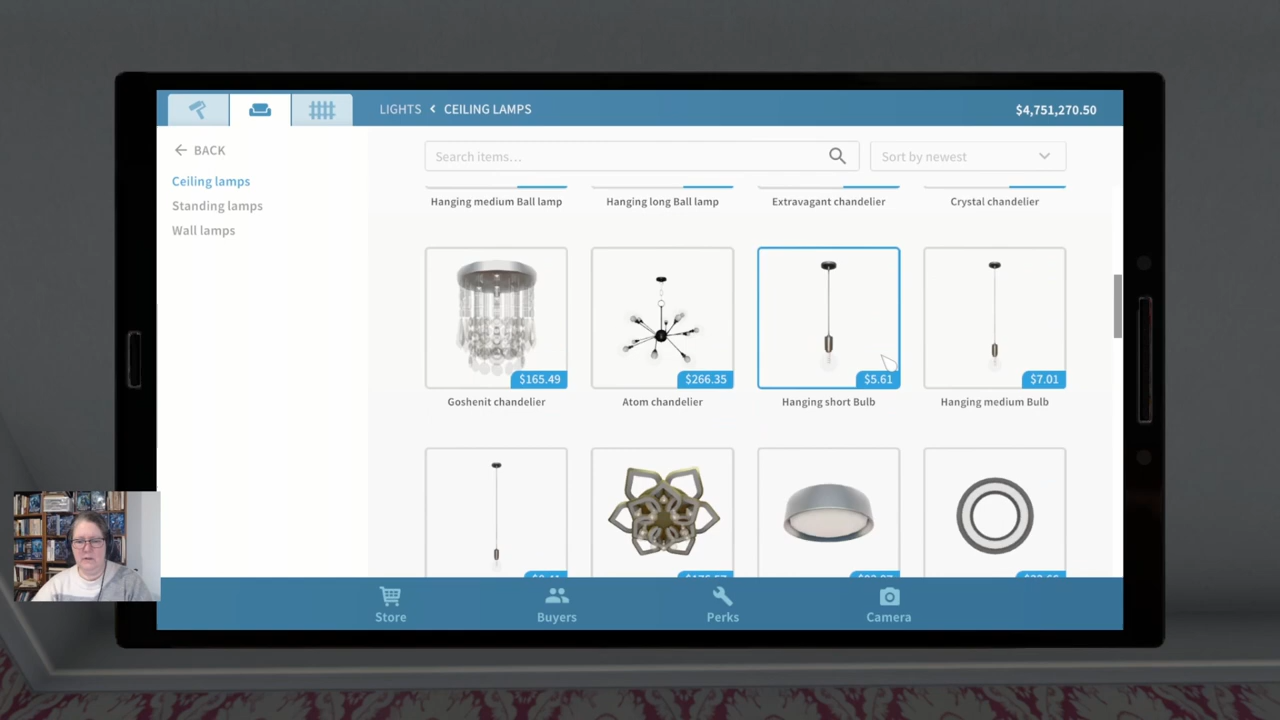 LIGHTS < CEILING LAMPS
$4,751,270.50
BACK
Search items...
Sort by newest
Ceiling lamps
Standing lamps
Wall lamps
Hanging medium Ball lamp
Hanging long Ball lamp
Extravagant chandelier
Crystal chandelier
$165.49
$266.35
$5.61
$7.01
Goshenit chandelier
Atom chandelier
Hanging short Bulb
Hanging medium Bulb
Store
Buyers
Perks
Camera